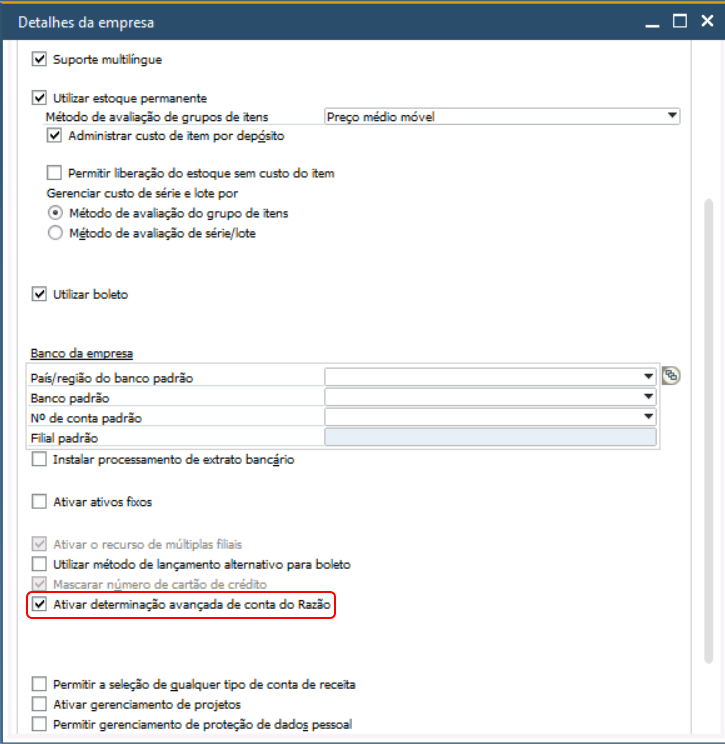 Detalhes da empresa
Suporte multilíngue
Utilizar estoque permanente
Método de avaliação de grupos de itens Preço médio móvel
Administrar custo de item por depósito
Permitir liberação do estoque sem custo do item
Gerenciar custo de série e lote por
Método de avaliação do grupo de itens
Método de avaliação de série/lote
Utilizar boleto
Banco da empresa
País/região do banco padrão
Banco padrão
Nº de conta padrão
Filial padrão
Instalar processamento de extrato bancário
Ativar ativos fixos
Ativar o recurso de múltiplas filiais
Utilizar método de lançamento alternativo para boleto
Mascarar número de cartão de crédito
Ativar determinação avançada de conta do Razão
Permitir a seleção de qualquer tipo de conta de receita
Ativar gerenciamento de projetos
Permitir gerenciamento de proteção de dados pessoal